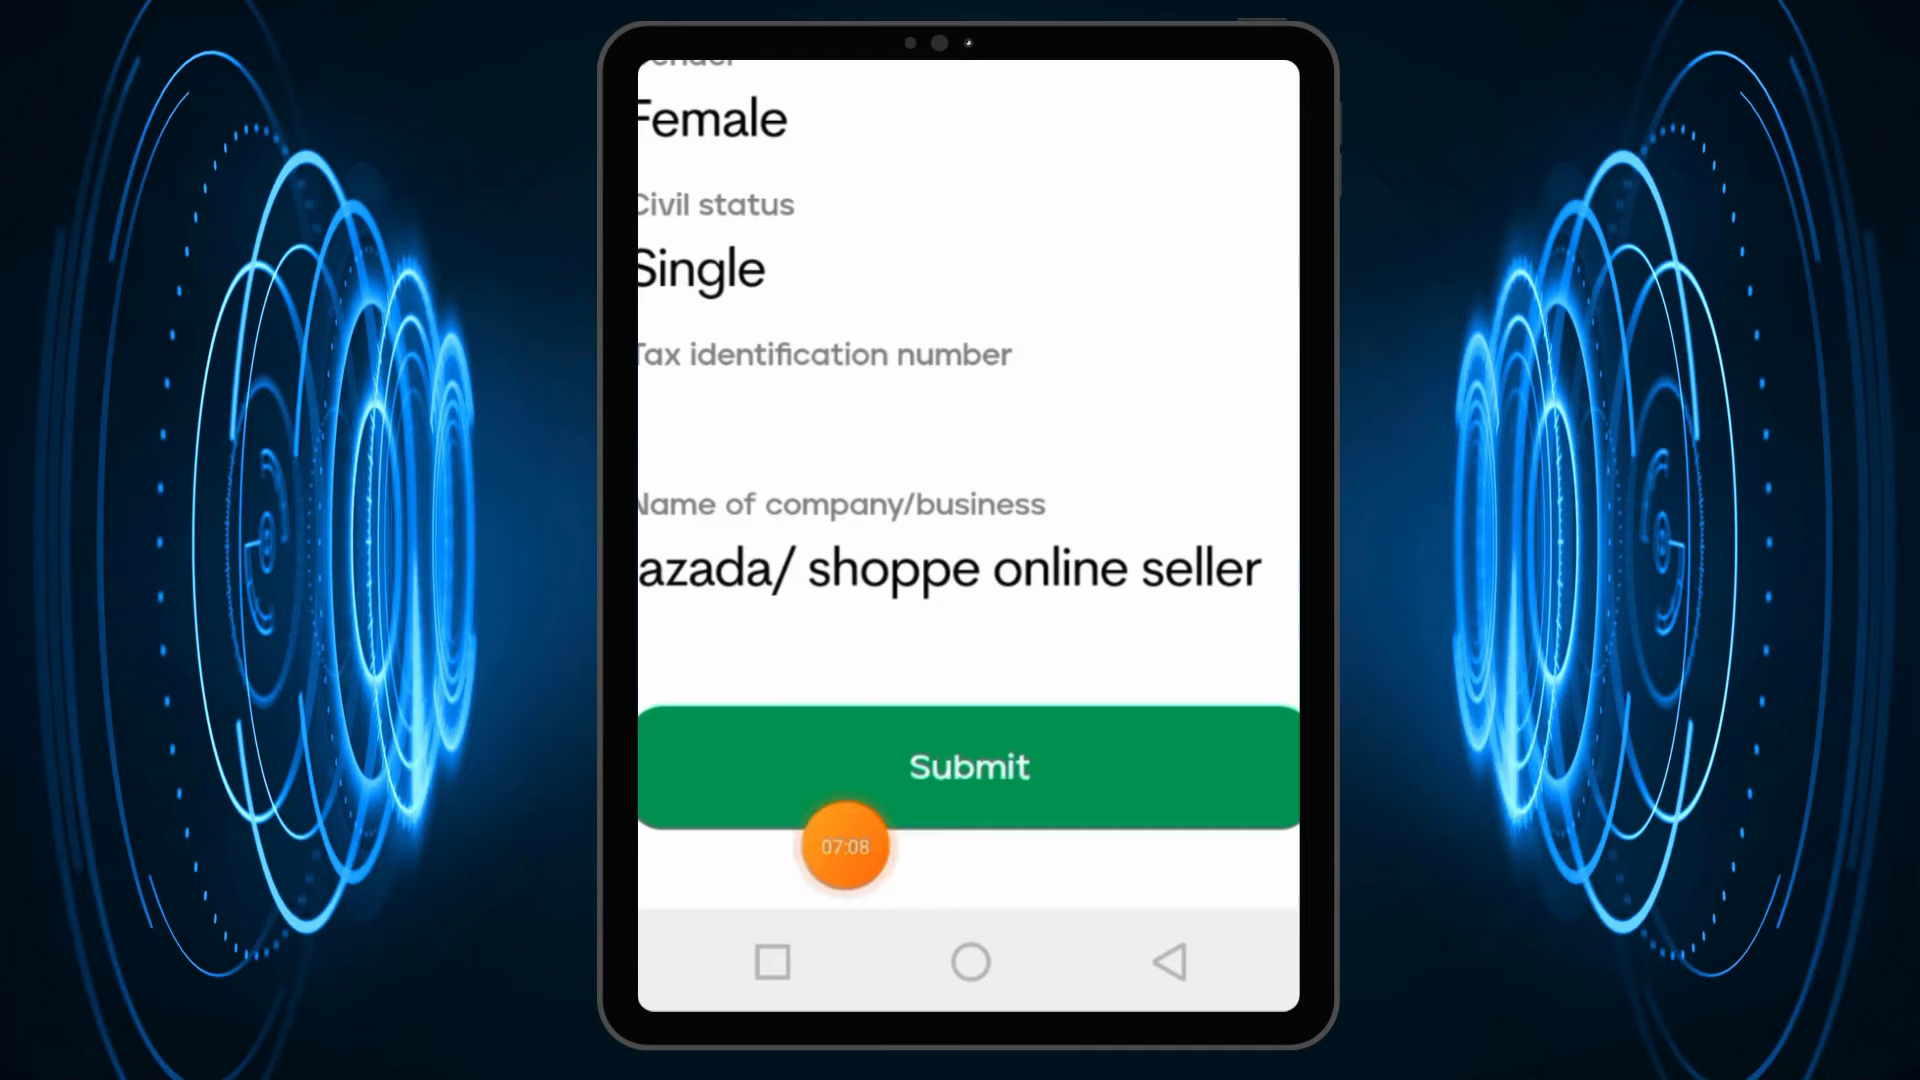 Female
Civil status
Single
Tax identification number
Name of company/business
azada/ shoppe online seller
Submit
07:08